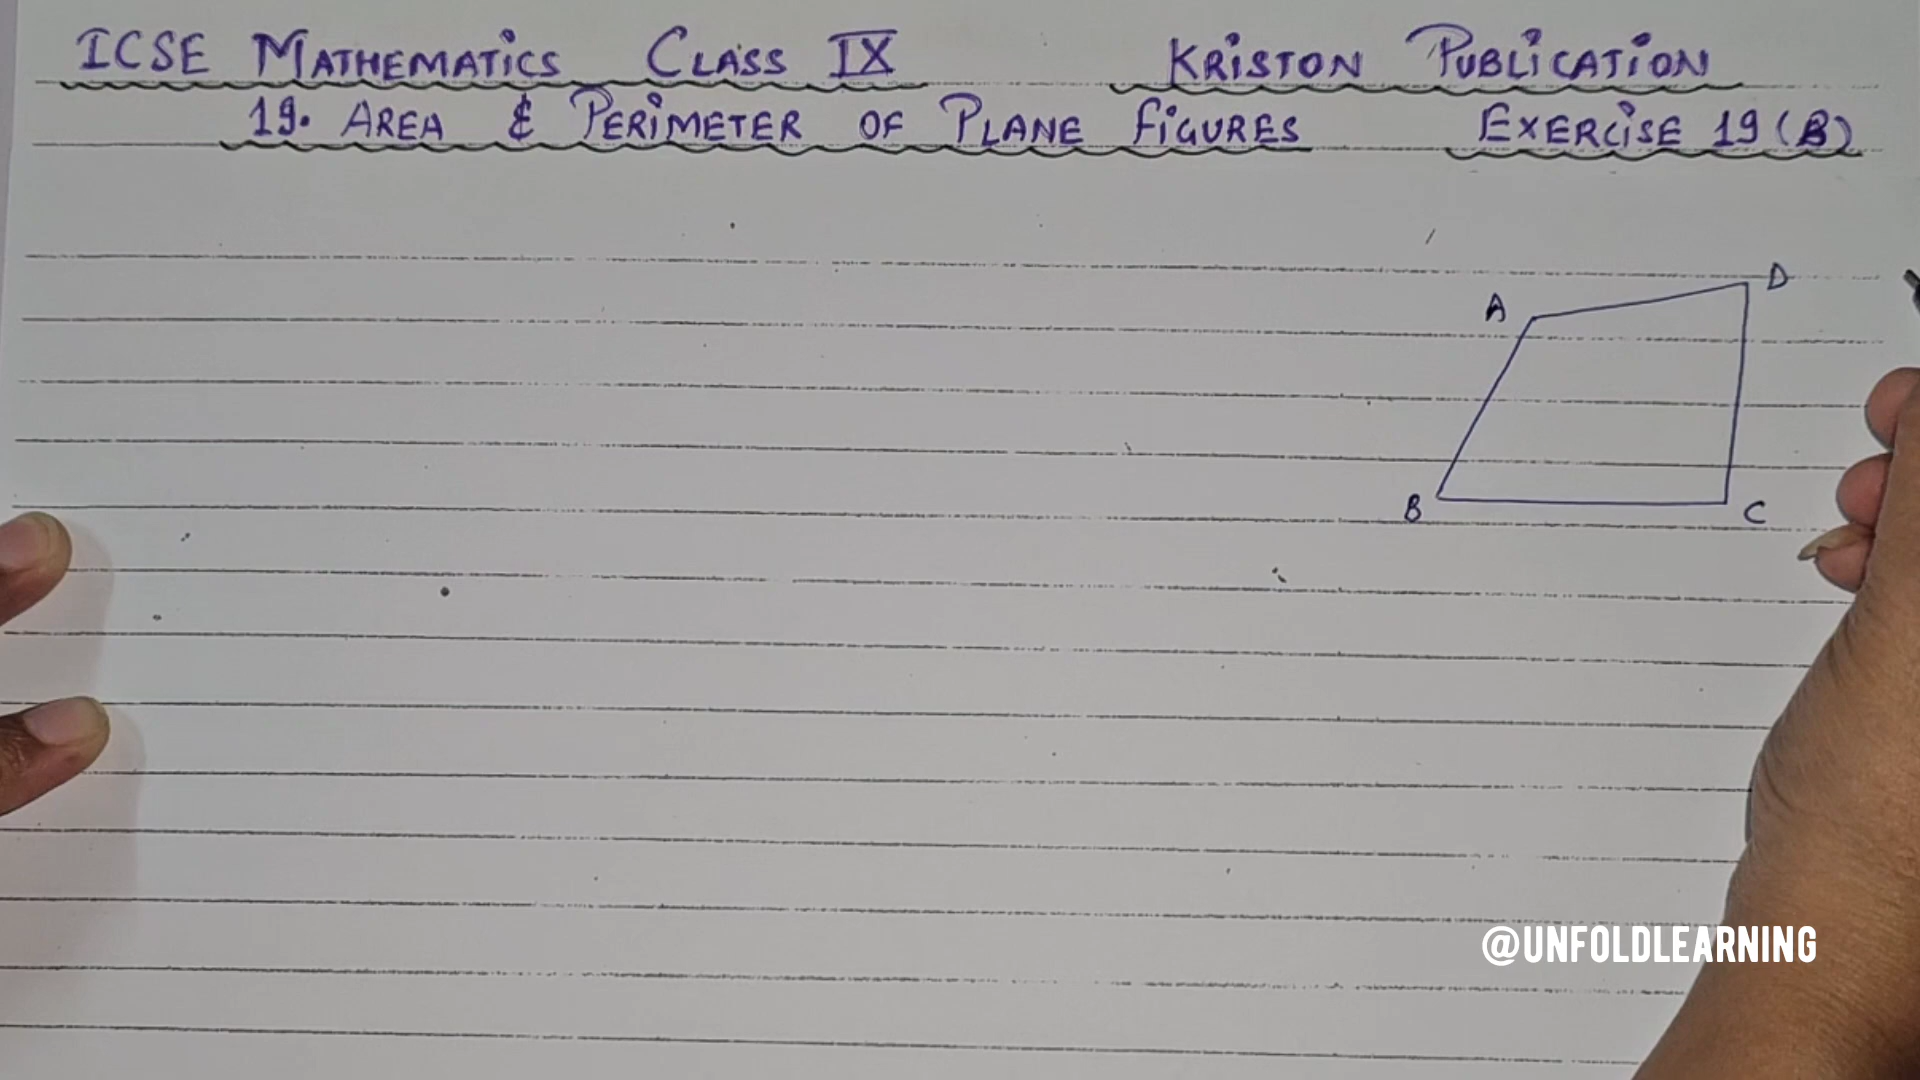 ICSE MATHEMATICS CLASS IX KRISTON PUBLICATION
19. AREA & PERIMETER OF PLANE FIGURES EXERCISE 19(B)
A D
B C
@UNFOLDLEARNING